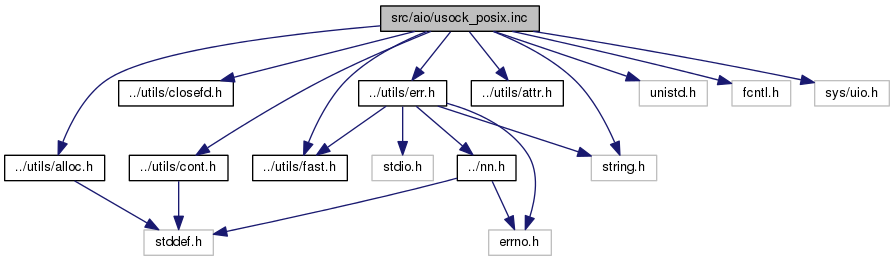 src/aio/usock_posix.inc
../utils/closefd.h
../utils/err.h
../utils/attr.h
unistd.h
fcntl.h
sys/uio.h
../utils/alloc.h
../utils/cont.h
../utils/fast.h
stdio.h
../nn.h
string.h
stddef.h
errno.h